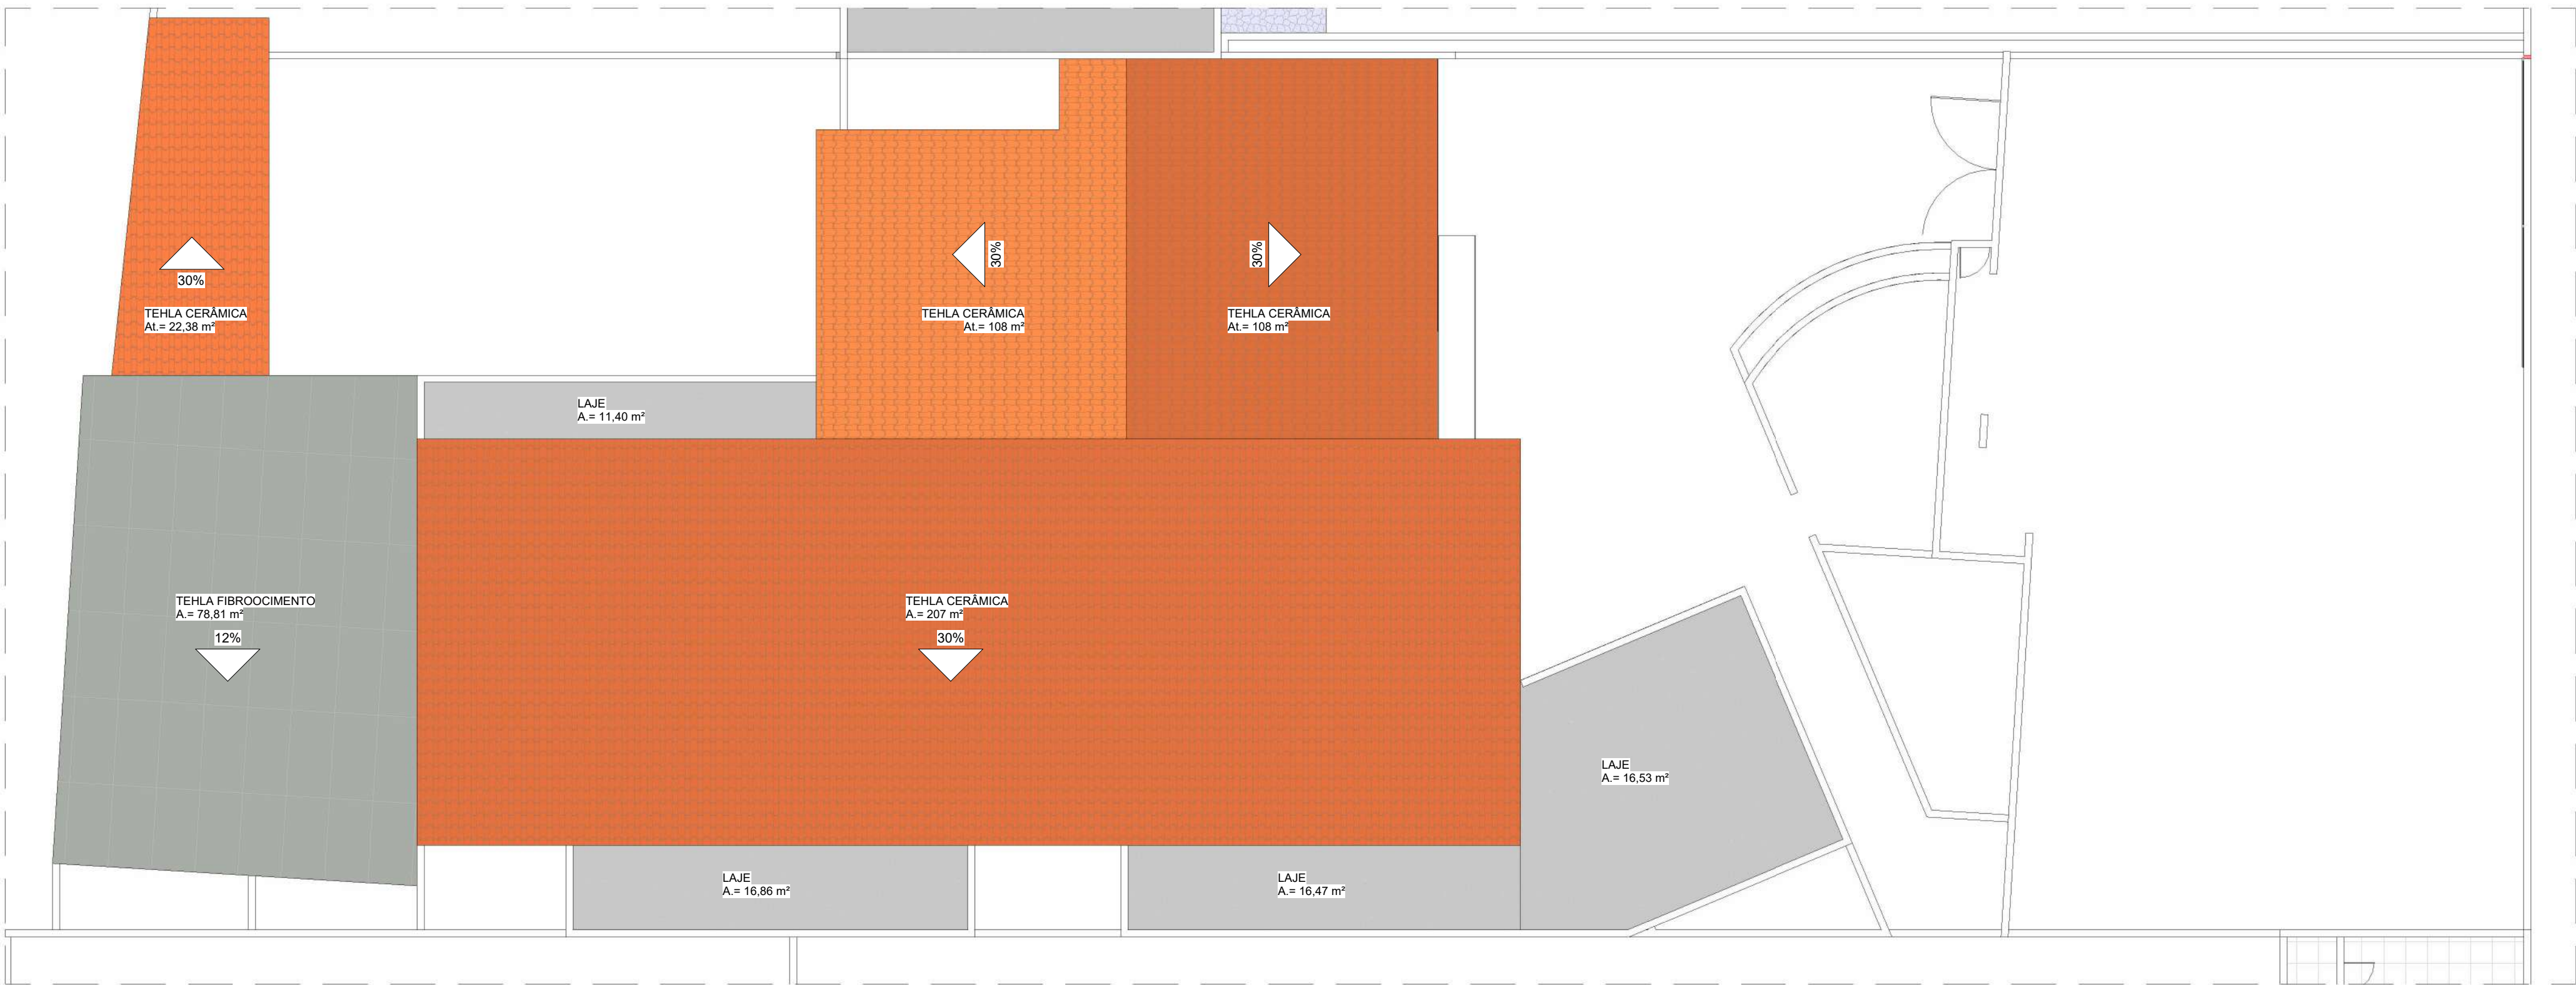 30%
TEHLA CERÂMICA
At.= 22,38 m²
30%
TEHLA CERÂMICA
At.= 108 m²
30%
TEHLA CERÂMICA
At.= 108 m²
LAJE
A.= 11,40 m²
TEHLA FIBROOCIMENTO
A.= 78,81 m²
12%
TEHLA CERÂMICA
A.= 207 m²
30%
LAJE
A.= 16,53 m²
LAJE
A.= 16,86 m²
LAJE
A.= 16,47 m²